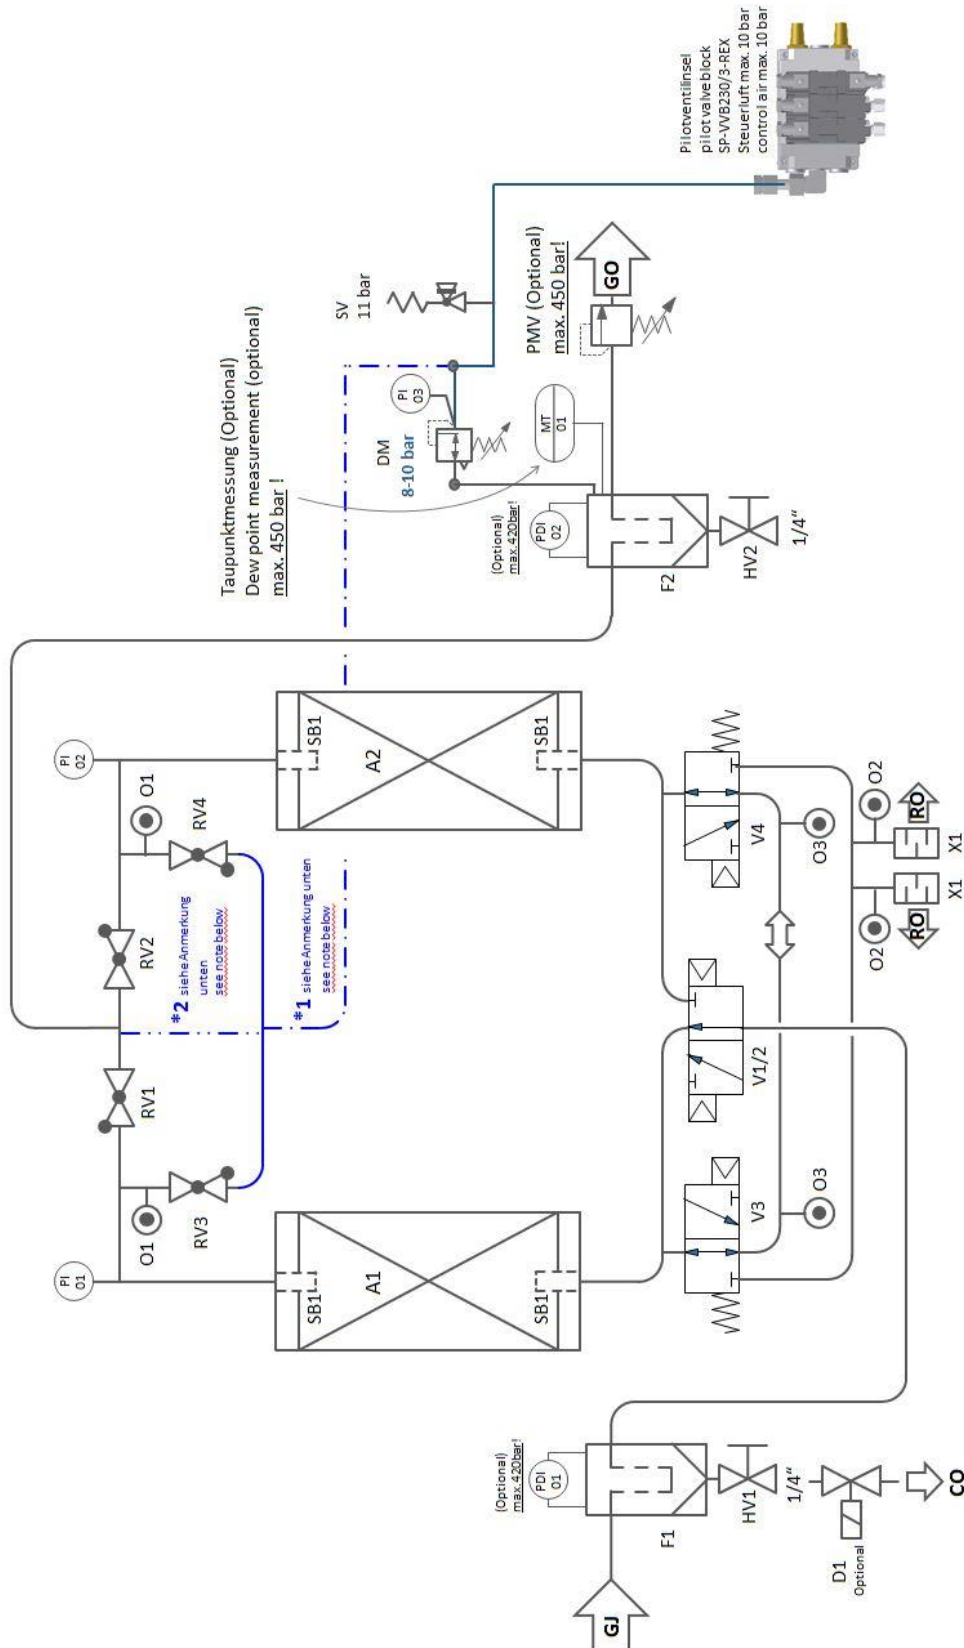 PI
01
PI
02
O1
O1
RV1
RV2
RV3
RV4
*2 siehe Anmerkung
unten
see note below
*1 siehe Anmerkung unten
see note below
SB1
A1
SB1
SB1
A2
SB1
V3
V1/2
V4
O3
O3
O2
O2
RO
RO
X1
X1
GJ
(Optional)
max.420bar!
PDI
01
F1
HV1
1/4“
D1
Optional
CO
Taupunktmessung (Optional)
Dew point measurement (optional)
max. 450 bar !
(Optional)
max. 420bar!
PDI
02
F2
HV2
1/4“
DM
8-10 bar
PI
03
MT
01
SV
11 bar
PMV (Optional)
max. 450 bar!
GO
Pilotventilinsel
pilot valve block
SP-VVB230/3-REX
Steuerluft max. 10 bar
control air max. 10 bar